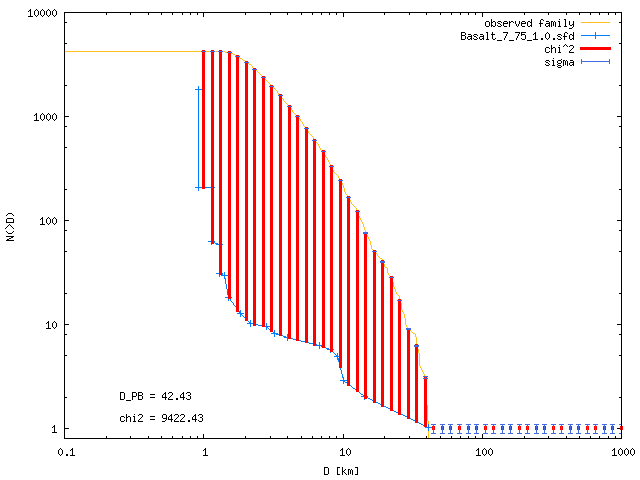 10000
observed family
Basalt_7_75_1.0.sfd
chi^2
sigma
1000
100
N(>D)
10
D_PB = 42.43
chi2 = 9422.43
1
0.1 1 10 100 1000
D [km]